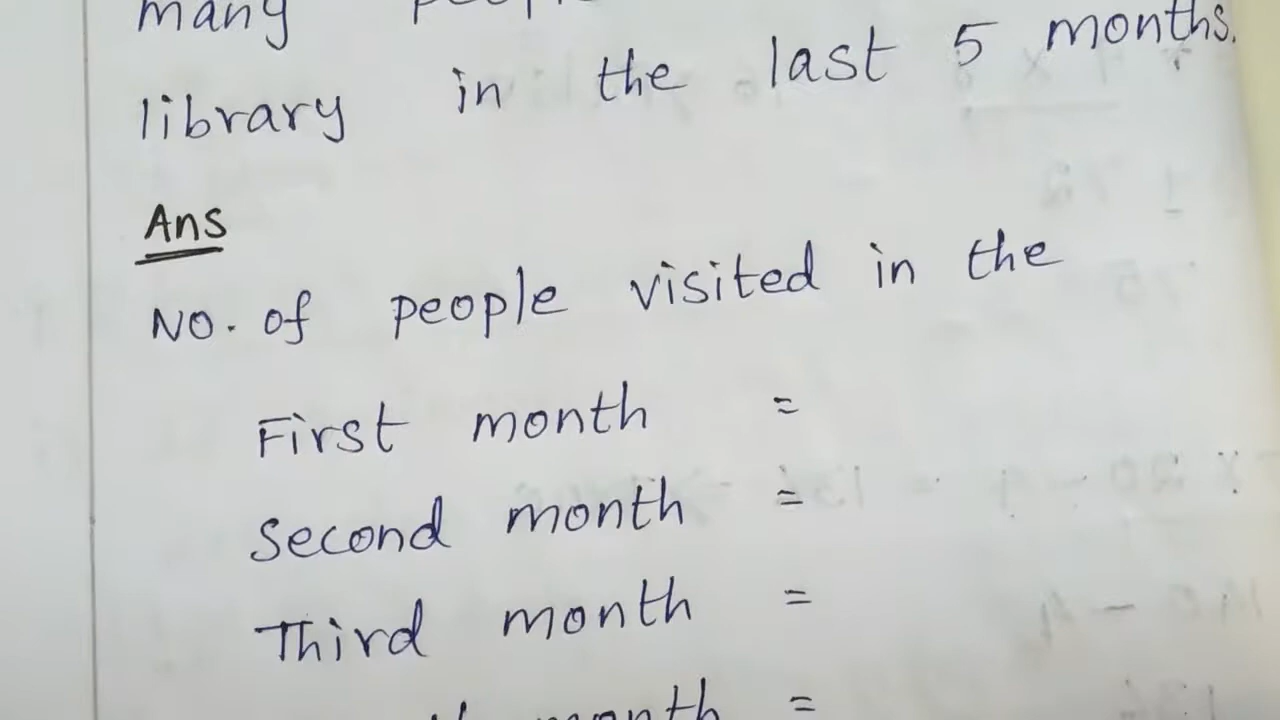 many
library in the last 5 months.
Ans
No. of people visited in the
First month =
Second month =
Third month =
month =